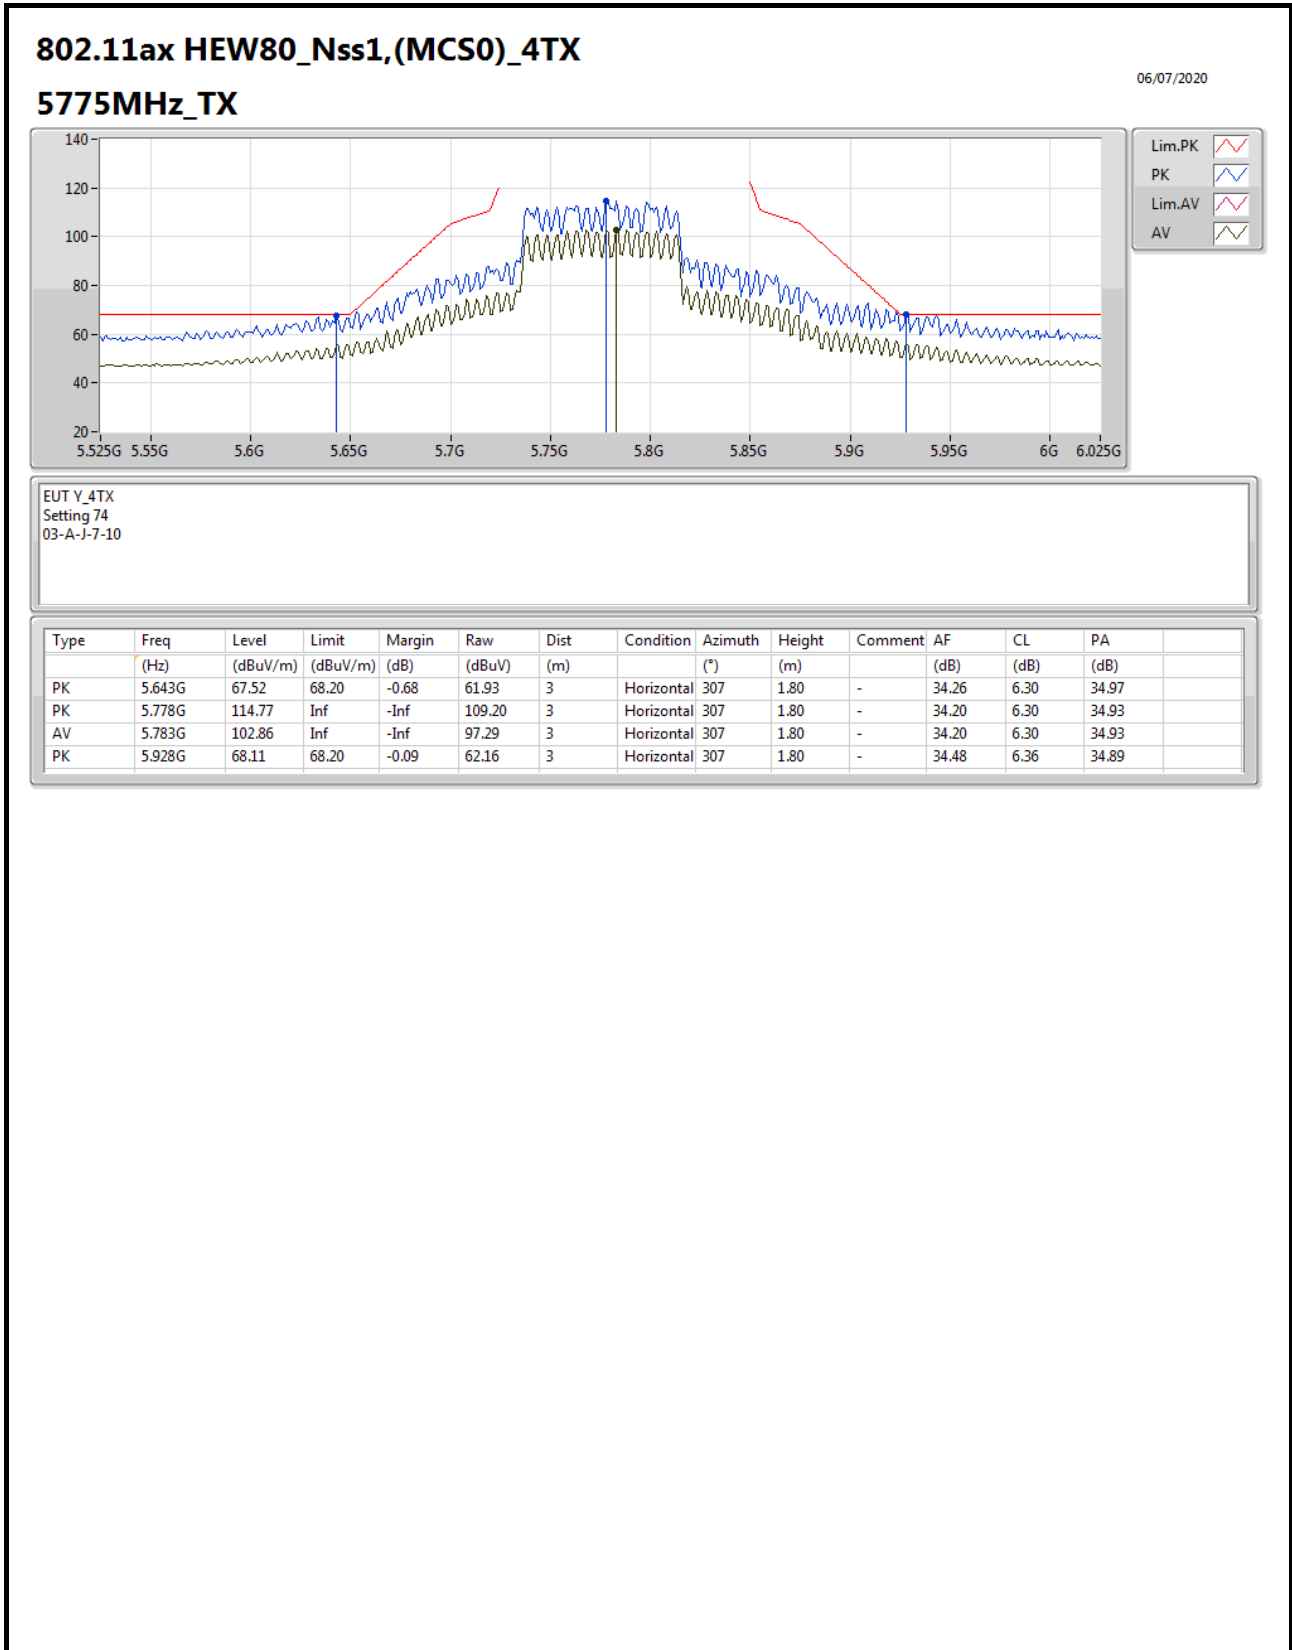 802.11ax HEW80_Nss1,(MCS0)_4TX
06/07/2020
5775MHz_TX
140
120
100
80
60
40
20
5.525G 5.55G 5.6G 5.65G 5.7G 5.75G 5.8G 5.85G 5.9G 5.95G 6G 6.025G
Lim.PK
PK
Lim.AV
AV
EUT Y_4TX
Setting 74
03-A-J-7-10
Type Freq Level Limit Margin Raw Dist Condition Azimuth Height Comment AF CL PA
(Hz) (dBuV/m) (dBuV/m) (dB) (dBuV) (m) (°) (m) (dB) (dB) (dB)
PK 5.643G 67.52 68.20 -0.68 61.93 3 Horizontal 307 1.80 - 34.26 6.30 34.97
PK 5.778G 114.77 Inf -Inf 109.20 3 Horizontal 307 1.80 - 34.20 6.30 34.93
AV 5.783G 102.86 Inf -Inf 97.29 3 Horizontal 307 1.80 - 34.20 6.30 34.93
PK 5.928G 68.11 68.20 -0.09 62.16 3 Horizontal 307 1.80 - 34.48 6.36 34.89